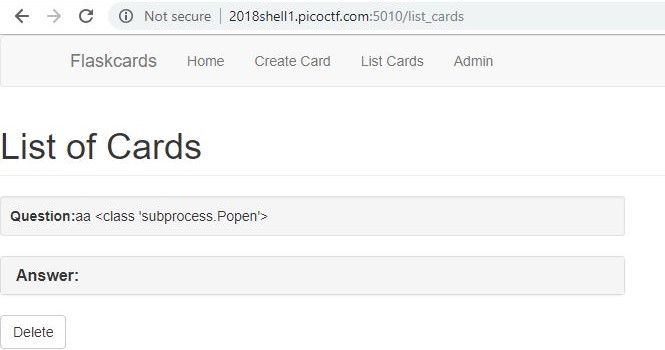 Not secure | 2018shell1.picoctf.com:5010/list_cards
Flaskcards Home Create Card List Cards Admin
List of Cards
Question:aa <class 'subprocess.Popen'>
Answer:
Delete